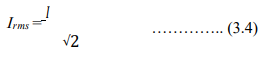 Irms = l
√2 ………….. (3.4)